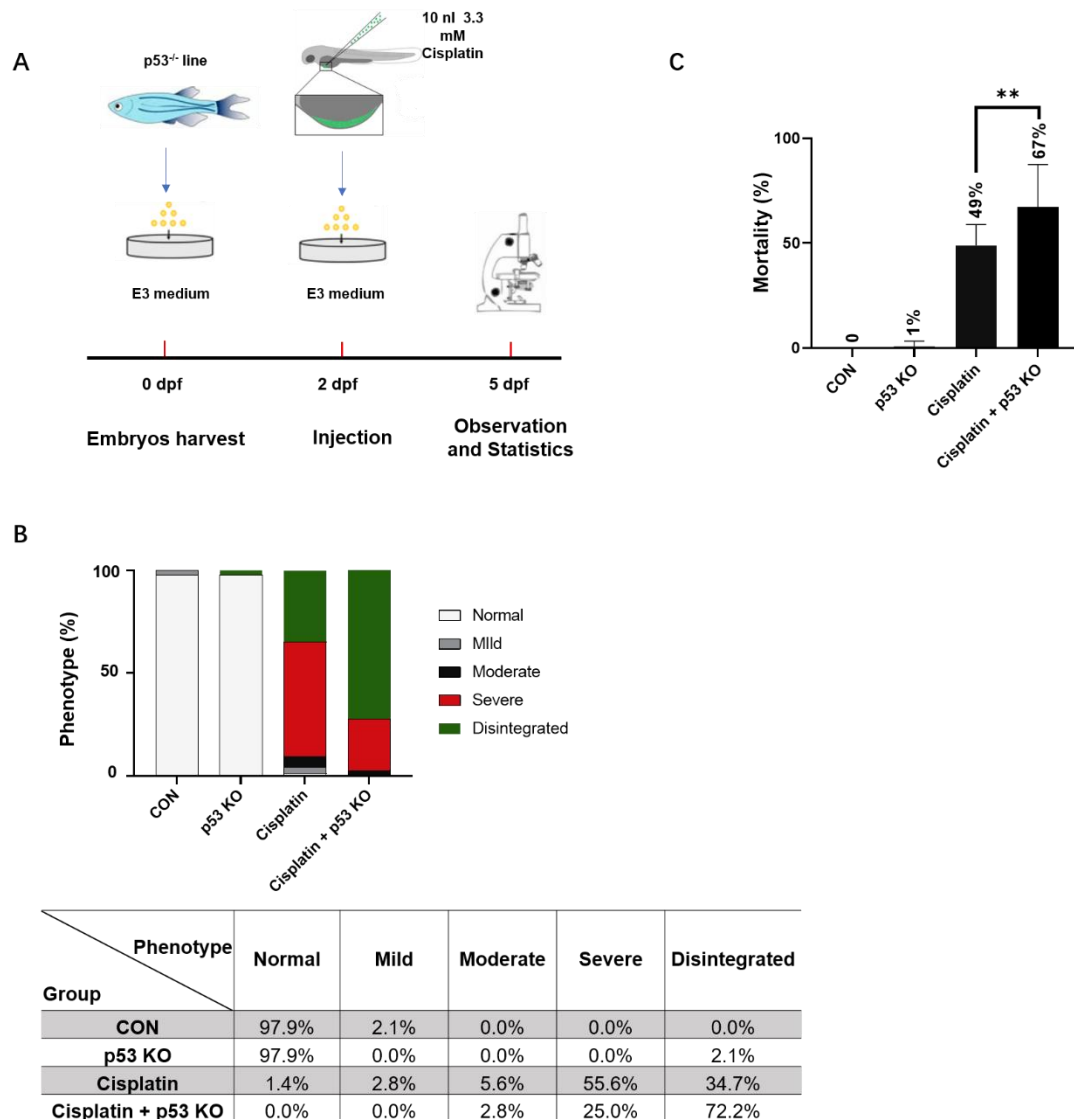 A
p53-/- line
10 nl 3.3
mM
Cisplatin
E3 medium
E3 medium
0 dpf
2 dpf
5 dpf
Embryos harvest
Injection
Observation
and Statistics
C
**
Mortality (%)
100
50
0
0
1%
49%
67%
CON
p53 KO
Cisplatin
Cisplatin + p53 KO
B
Phenotype (%)
100
50
0
CON
p53 KO
Cisplatin
Cisplatin + p53 KO
Normal
MIld
Moderate
Severe
Disintegrated
Phenotype
Group
Normal Mild Moderate Severe Disintegrated
CON 97.9% 2.1% 0.0% 0.0% 0.0%
p53 KO 97.9% 0.0% 0.0% 0.0% 2.1%
Cisplatin 1.4% 2.8% 5.6% 55.6% 34.7%
Cisplatin + p53 KO 0.0% 0.0% 2.8% 25.0% 72.2%